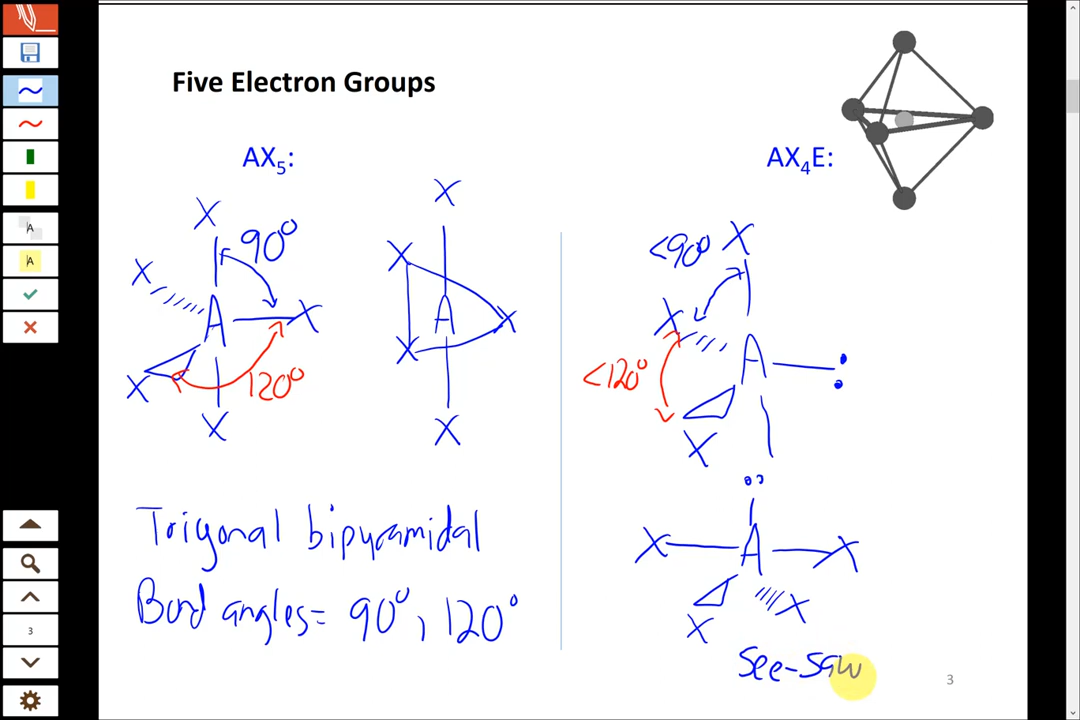 Five Electron Groups
AX₅:
X
90°
X
A
X
X
120°
X
X
X
A
X
X
X
Trigonal bipyramidal
Bond angles = 90°, 120°
AX₄E:
<90°
X
X
A
<120°
X
X
A
X
X
X
See-saw
3
A
A
3